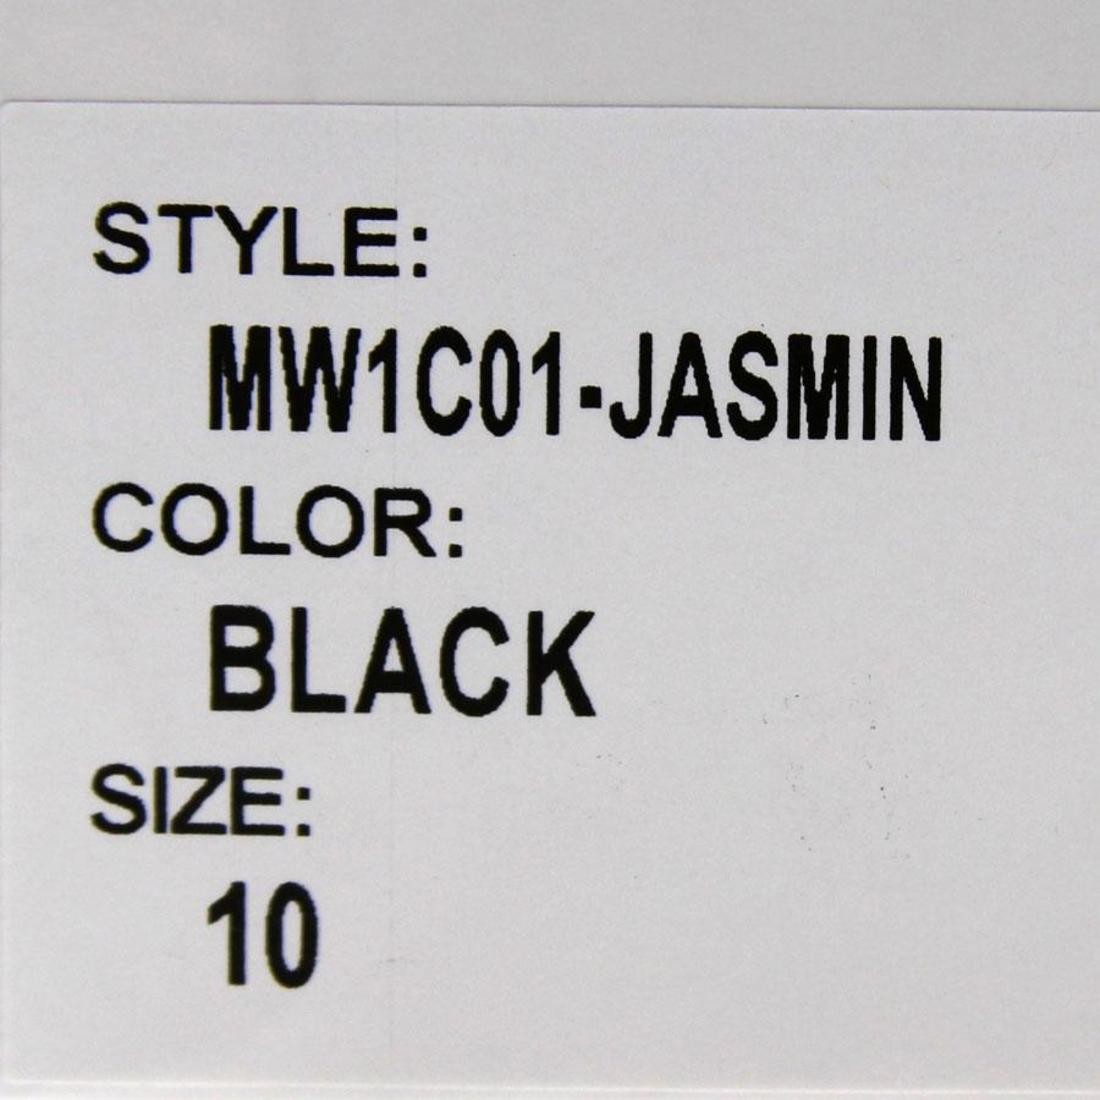 STYLE:
MW1C01-JASMIN
COLOR:
BLACK
SIZE:
10